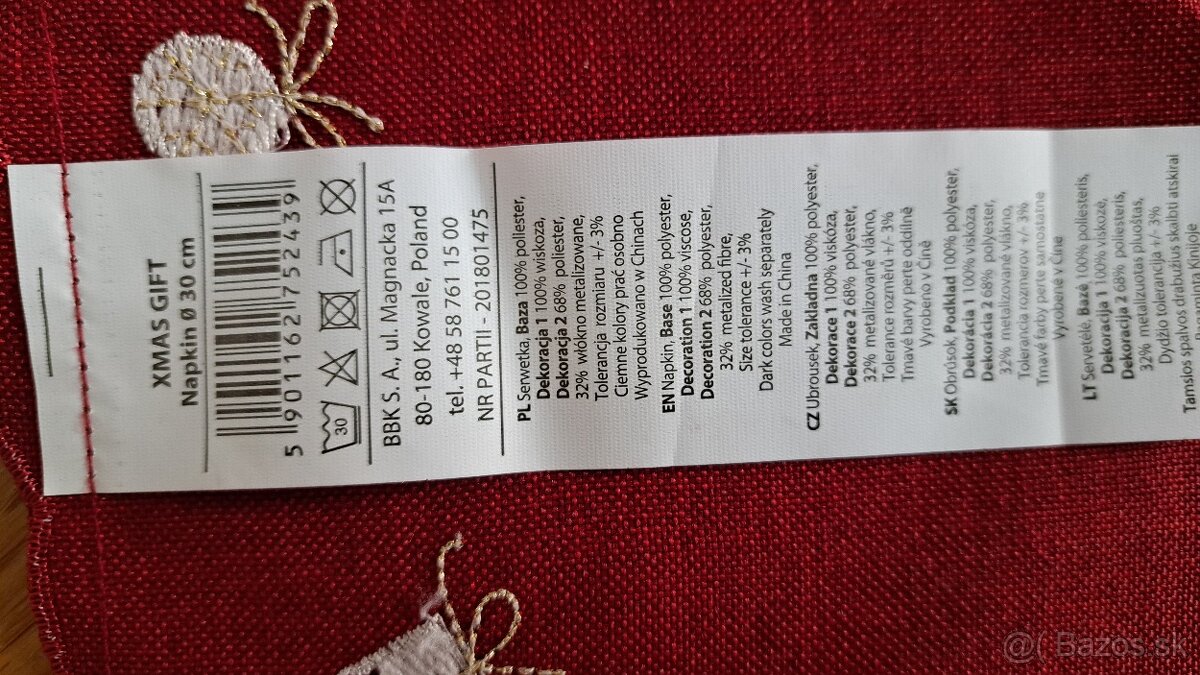 XMAS GIFT
Napkin Ø 30 cm
5 901162 752439
30
BBK S. A., ul. Magnacka 15A
80-180 Kowale, Poland
tel. +48 58 761 15 00
NR PARTII - 201801475
PL Serwetka, Baza 100% poliester,
Dekoracja 1 100% wiskoza,
Dekoracja 2 68% poliester,
32% włókno metalizowane,
Tolerancja rozmiaru +/- 3%
Ciemne kolory prać osobno
Wyprodukowano w Chinach
EN Napkin, Base 100% polyester,
Decoration 1 100% viscose,
Decoration 2 68% polyester,
32% metalized fibre,
Size tolerance +/- 3%
Dark colors wash separately
Made in China
CZ Ubrousek, Zakladna 100% polyester,
Dekorace 1 100% viskóza,
Dekorace 2 68% polyester,
32% metalizované vlákno,
Tolerance rozměrů +/- 3%
Tmavé barvy perte oddílně
Vyrobeno v Číně
SK Obrúsok, Podklad 100% polyester,
Dekorácia 1 100% viskóza,
Dekorácia 2 68% polyester,
32% metalizované vlákno,
Tolerancia rozmerov +/- 3%
Tmavé farby perte samostatne
Vyrobené v Číne
LT Servetėlė, Bazė 100% poliesteris,
Dekoracija 1 100% viskozė,
Dekoracija 2 68% poliesteris,
32% metalizuotas pluoštas,
Dydžio tolerancija +/- 3%
Tamsios spalvos drabužius skalbti atskirai
Bazos.sk